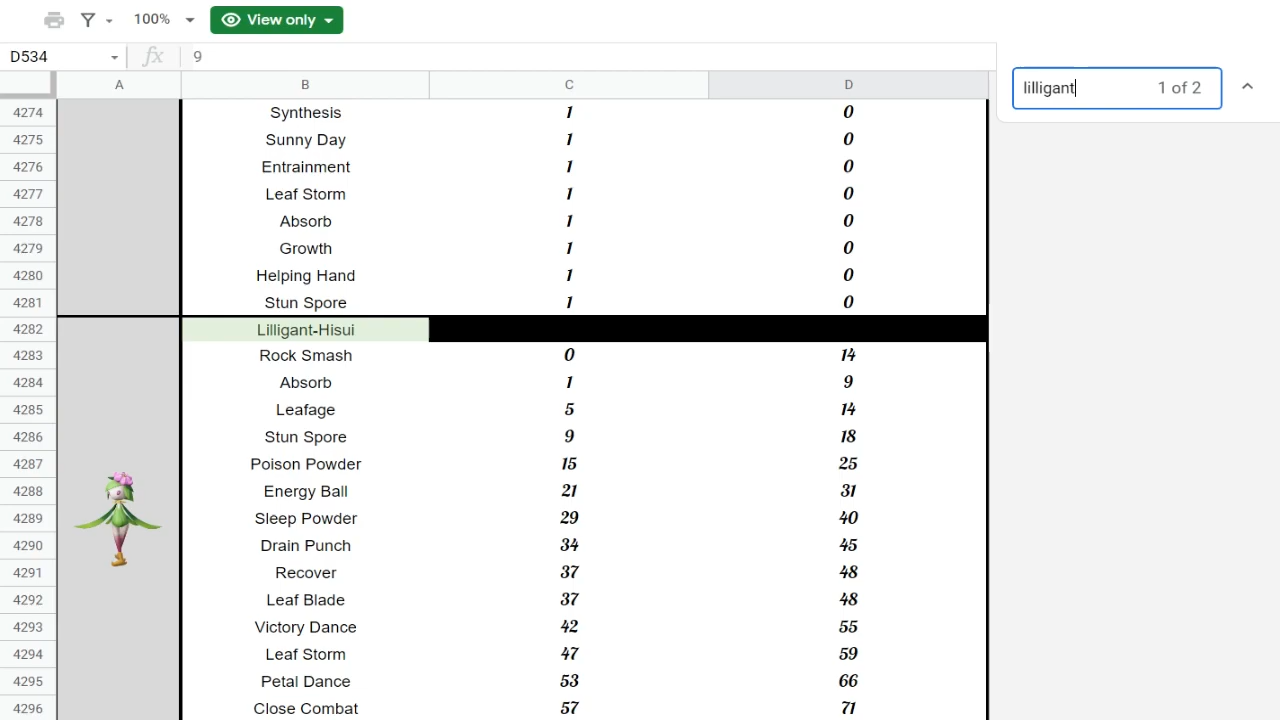 100% View only
D534 fx 9
lilligant 1 of 2
A B C D
4274 Synthesis 1 0
4275 Sunny Day 1 0
4276 Entrainment 1 0
4277 Leaf Storm 1 0
4278 Absorb 1 0
4279 Growth 1 0
4280 Helping Hand 1 0
4281 Stun Spore 1 0
4282 Lilligant-Hisui
4283 Rock Smash 0 14
4284 Absorb 1 9
4285 Leafage 5 14
4286 Stun Spore 9 18
4287 Poison Powder 15 25
4288 Energy Ball 21 31
4289 Sleep Powder 29 40
4290 Drain Punch 34 45
4291 Recover 37 48
4292 Leaf Blade 37 48
4293 Victory Dance 42 55
4294 Leaf Storm 47 59
4295 Petal Dance 53 66
4296 Close Combat 57 71